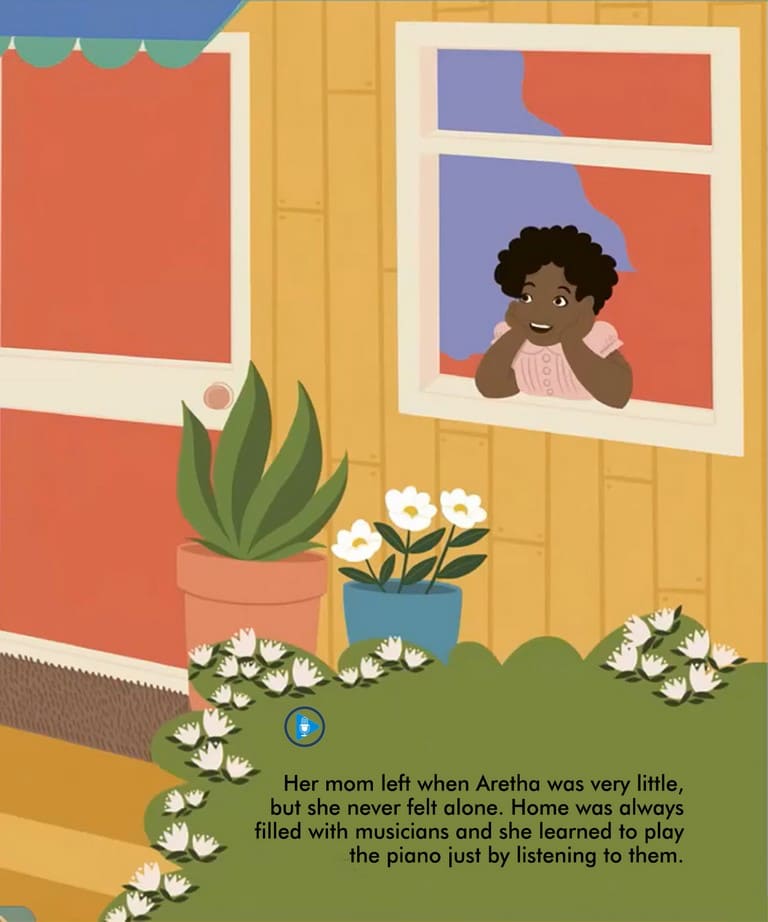 Her mom left when Aretha was very little,
but she never felt alone. Home was always
filled with musicians and she learned to play
the piano just by listening to them.